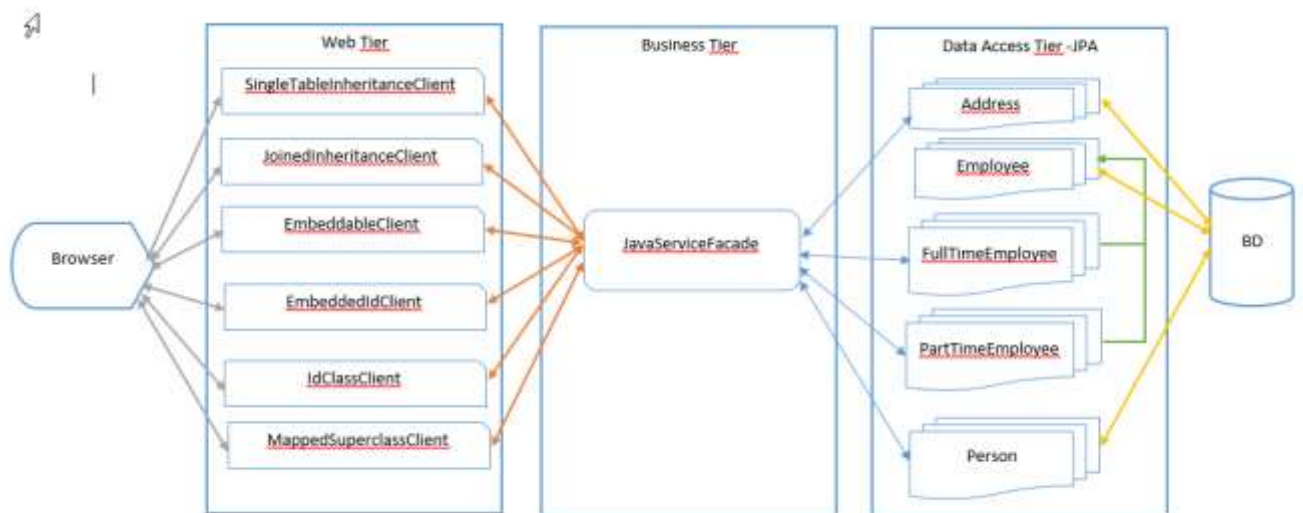 Web Tier
SingleTableInheritanceClient
JoinedInheritanceClient
EmbeddableClient
EmbeddedIdClient
IdClassClient
MappedSuperclassClient
Browser
Business Tier
JavaServiceFacade
Data Access Tier -JPA
Address
Employee
FullTimeEmployee
PartTimeEmployee
Person
BD